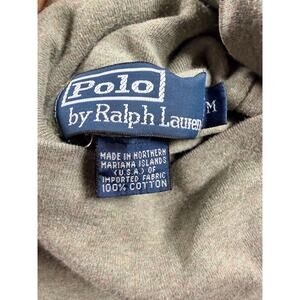 Polo
by Ralph Lauren
M
MADE IN NORTHERN
MARIANA ISLANDS
(U.S.A.) OF
IMPORTED FABRIC
100% COTTON